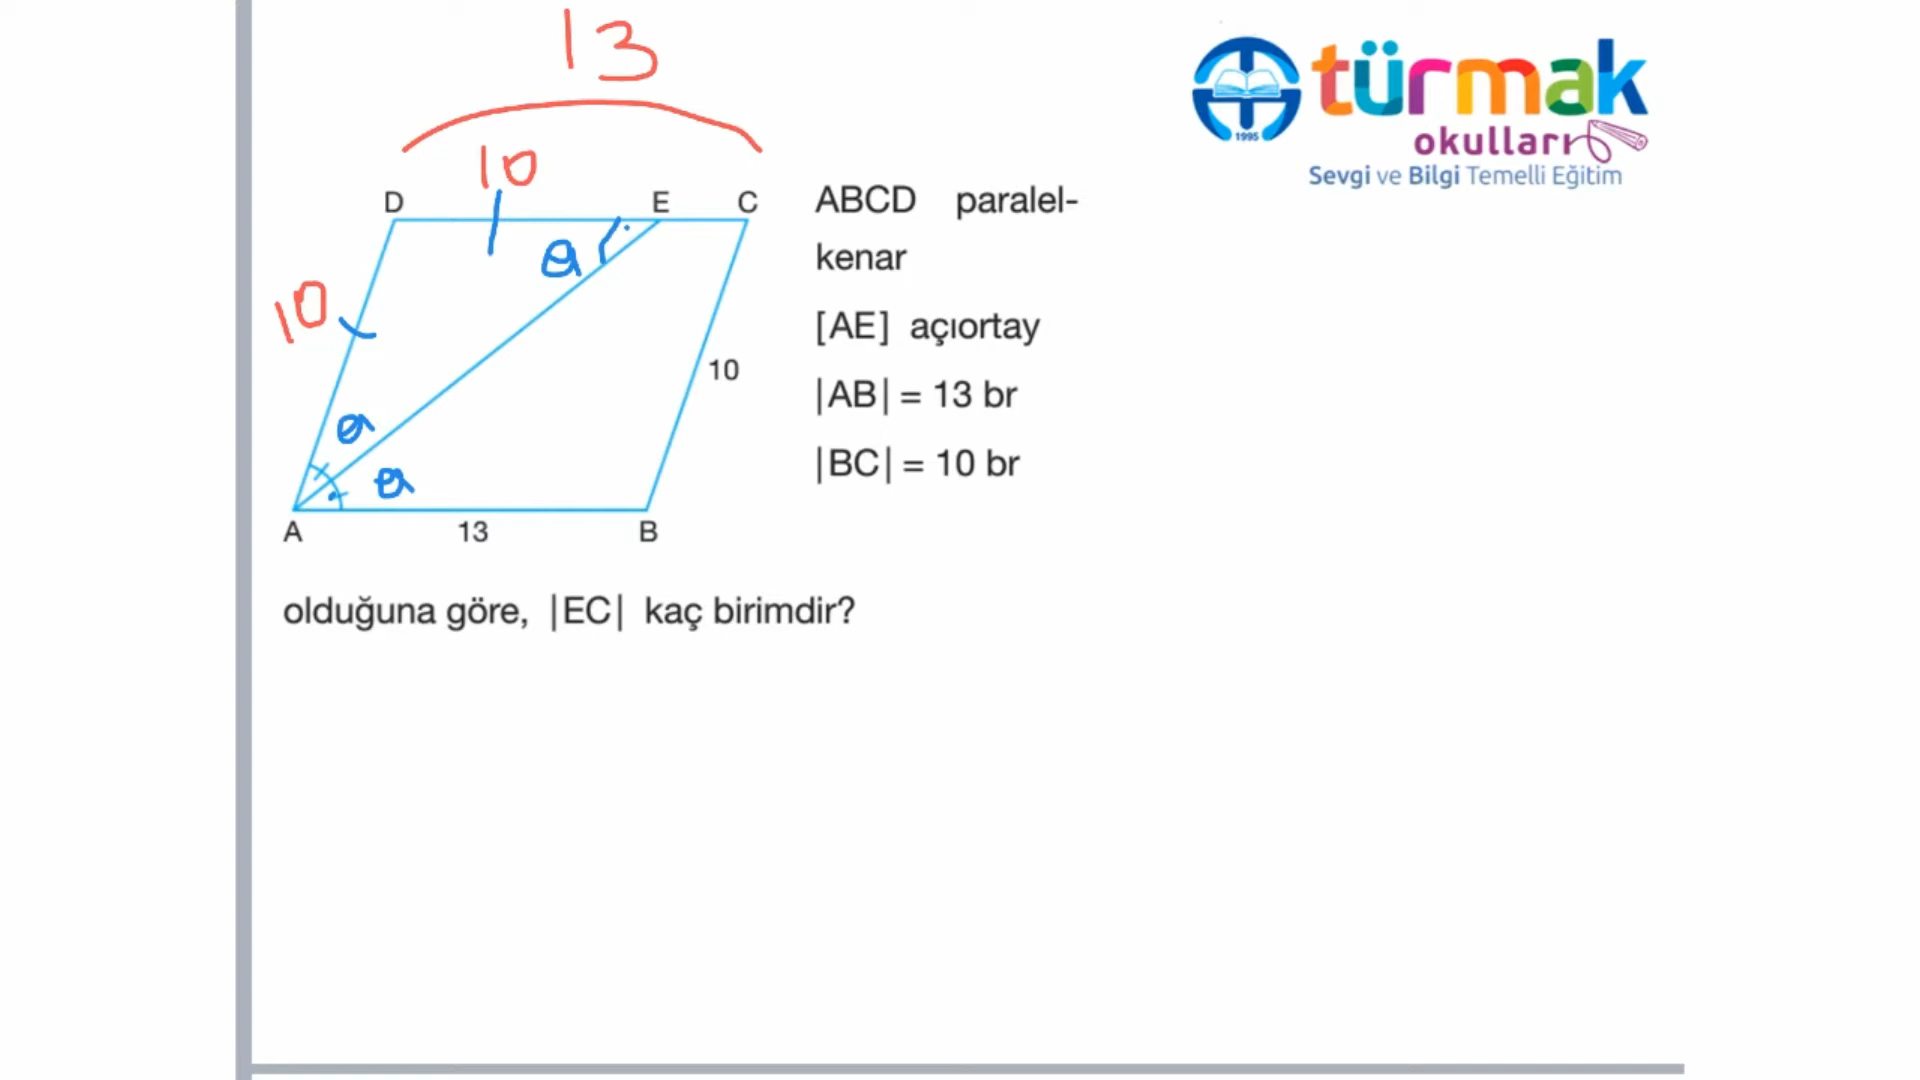 13
10
D
E
C
a
10
10
a
a
A
13
B
türmak
okulları
1995
Sevgi ve Bilgi Temelli Eğitim
ABCD paralel-
kenar
[AE] açıortay
|AB| = 13 br
|BC| = 10 br
olduğuna göre, |EC| kaç birimdir?